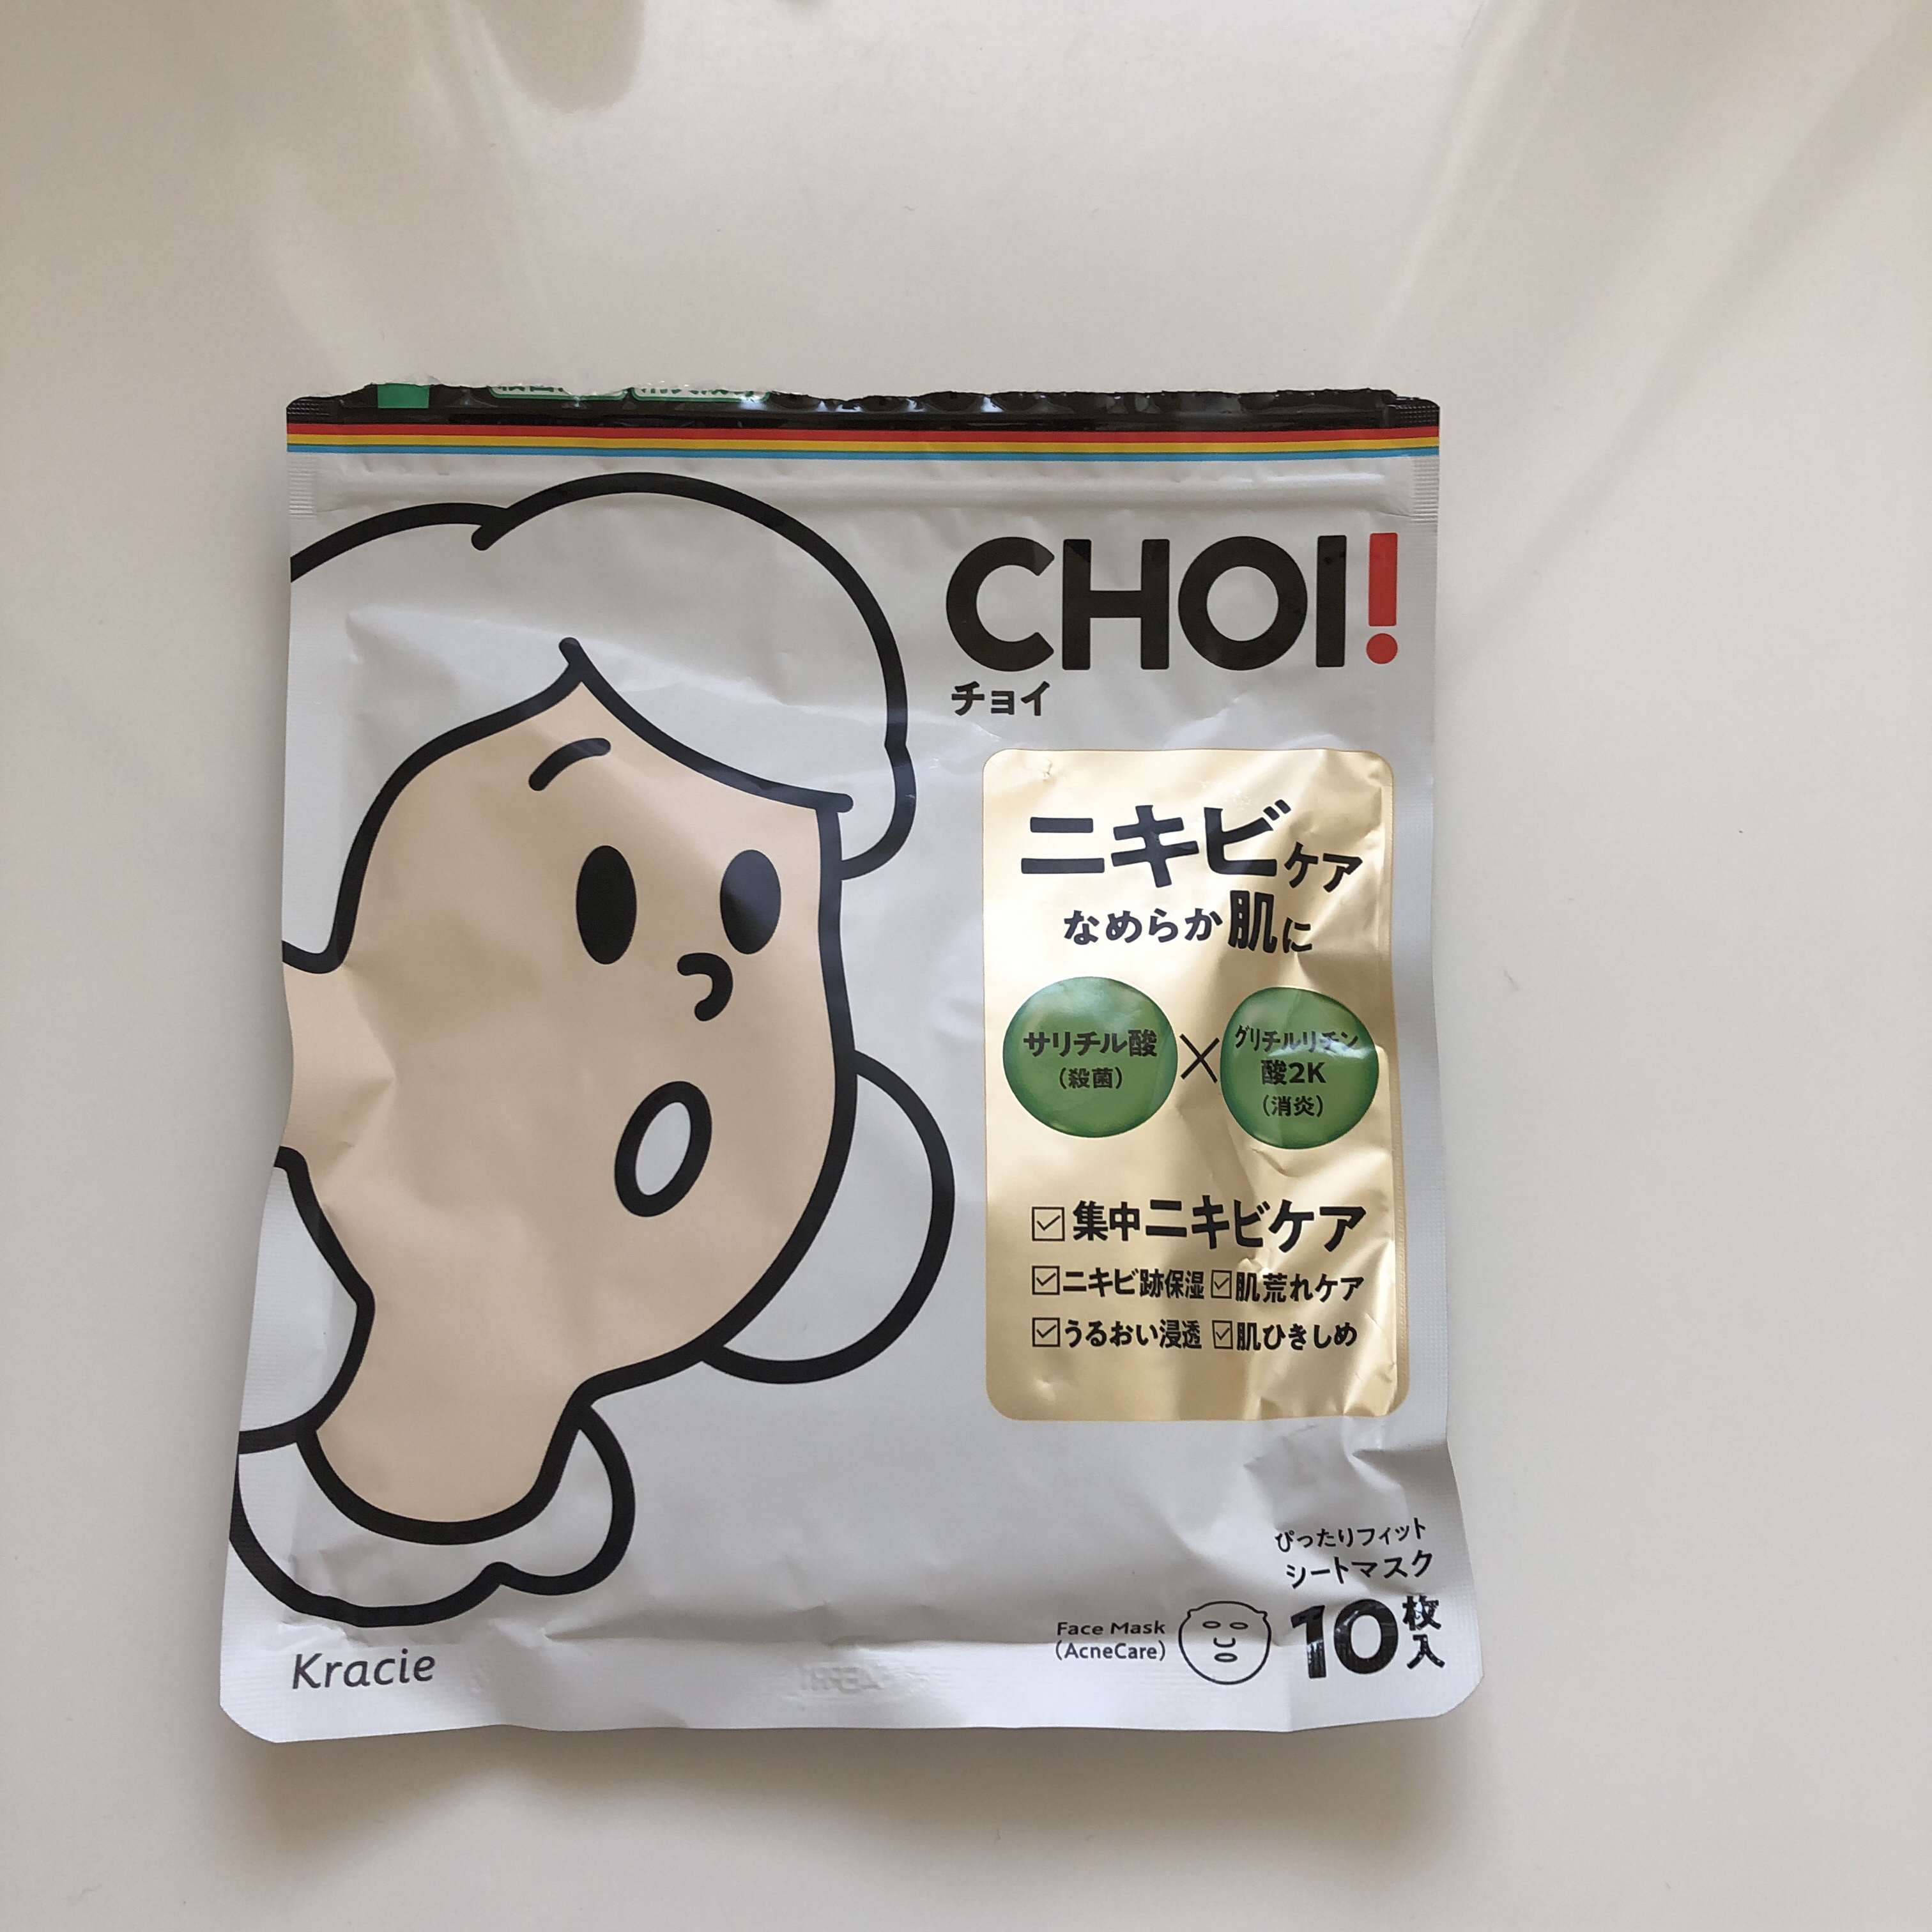 CHOI!
チョイ
ニキビケア
なめらか肌に
サリチル酸
(殺菌)
×
グリチルリチン
酸2K
(消炎)
☑集中ニキビケア
☑ニキビ跡保湿 ☑肌荒れケア
☑うるおい浸透 ☑肌ひきしめ
ぴったりフィット
シートマスク
10枚入
Face Mask
(AcneCare)
Kracie